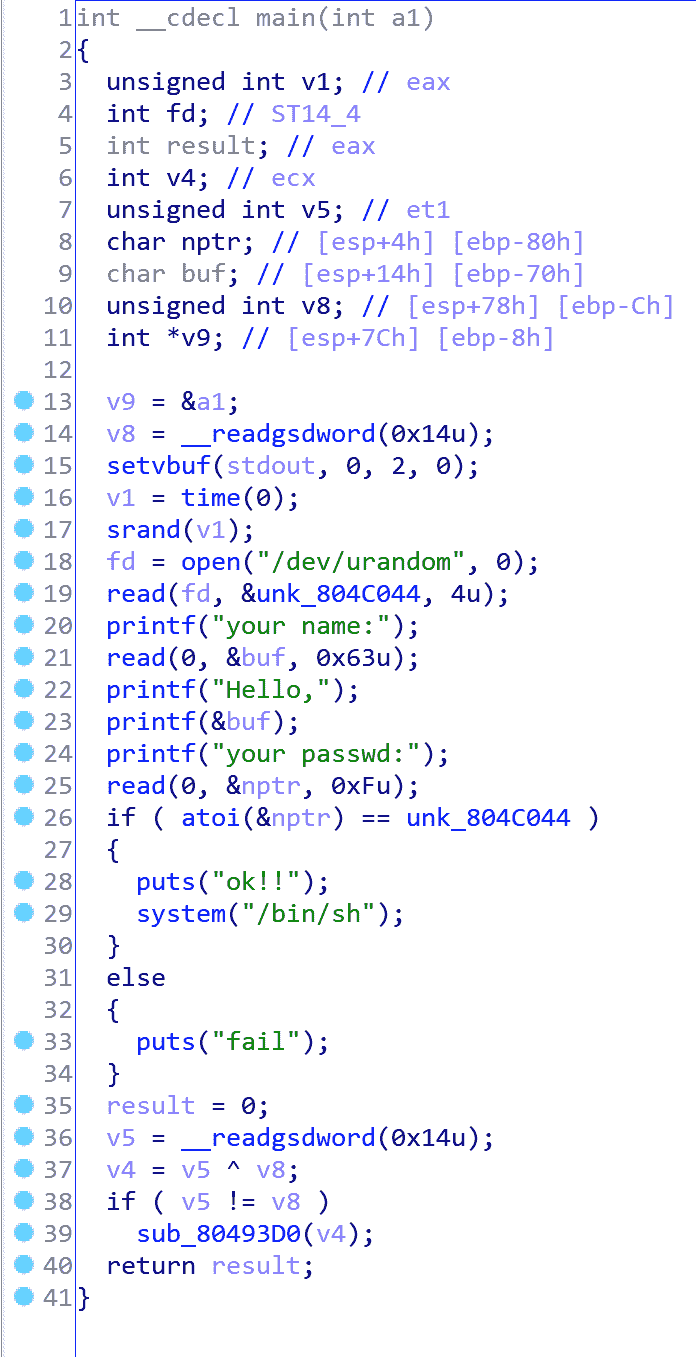 1 int __cdecl main(int a1)
2 {
3 unsigned int v1; // eax
4 int fd; // ST14_4
5 int result; // eax
6 int v4; // ecx
7 unsigned int v5; // et1
8 char nptr; // [esp+4h] [ebp-80h]
9 char buf; // [esp+14h] [ebp-70h]
10 unsigned int v8; // [esp+78h] [ebp-Ch]
11 int *v9; // [esp+7Ch] [ebp-8h]
12
13 v9 = &a1;
14 v8 = __readgsdword(0x14u);
15 setvbuf(stdout, 0, 2, 0);
16 v1 = time(0);
17 srand(v1);
18 fd = open("/dev/urandom", 0);
19 read(fd, &unk_804C044, 4u);
20 printf("your name:");
21 read(0, &buf, 0x63u);
22 printf("Hello,");
23 printf(&buf);
24 printf("your passwd:");
25 read(0, &nptr, 0xFu);
26 if ( atoi(&nptr) == unk_804C044 )
27 {
28 puts("ok!!");
29 system("/bin/sh");
30 }
31 else
32 {
33 puts("fail");
34 }
35 result = 0;
36 v5 = __readgsdword(0x14u);
37 v4 = v5 ^ v8;
38 if ( v5 != v8 )
39 sub_80493D0(v4);
40 return result;
41 }